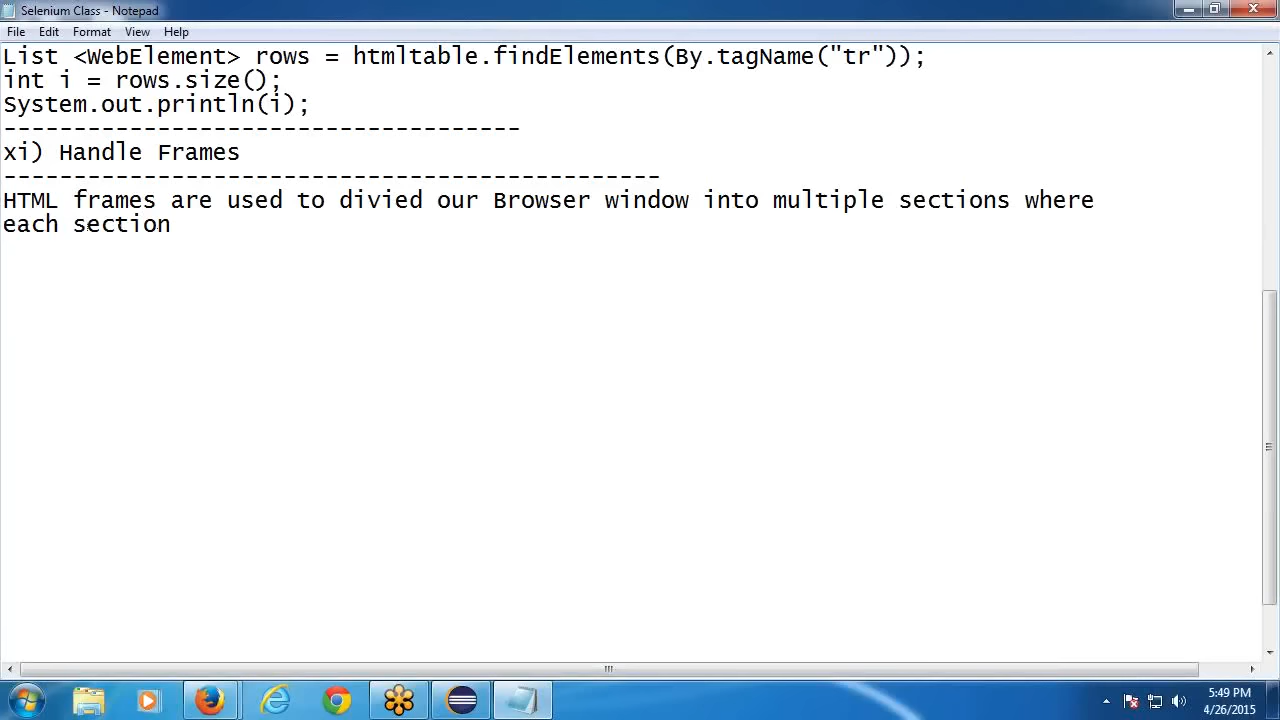 Selenium Class - Notepad
File Edit Format View Help
List <WebElement> rows = htmltable.findElements(By.tagName("tr"));
int i = rows.size();
System.out.println(i);
-------------------------------------
xi) Handle Frames
-----------------------------------------------
HTML frames are used to divied our Browser window into multiple sections where
each section
5:49 PM
4/26/2015